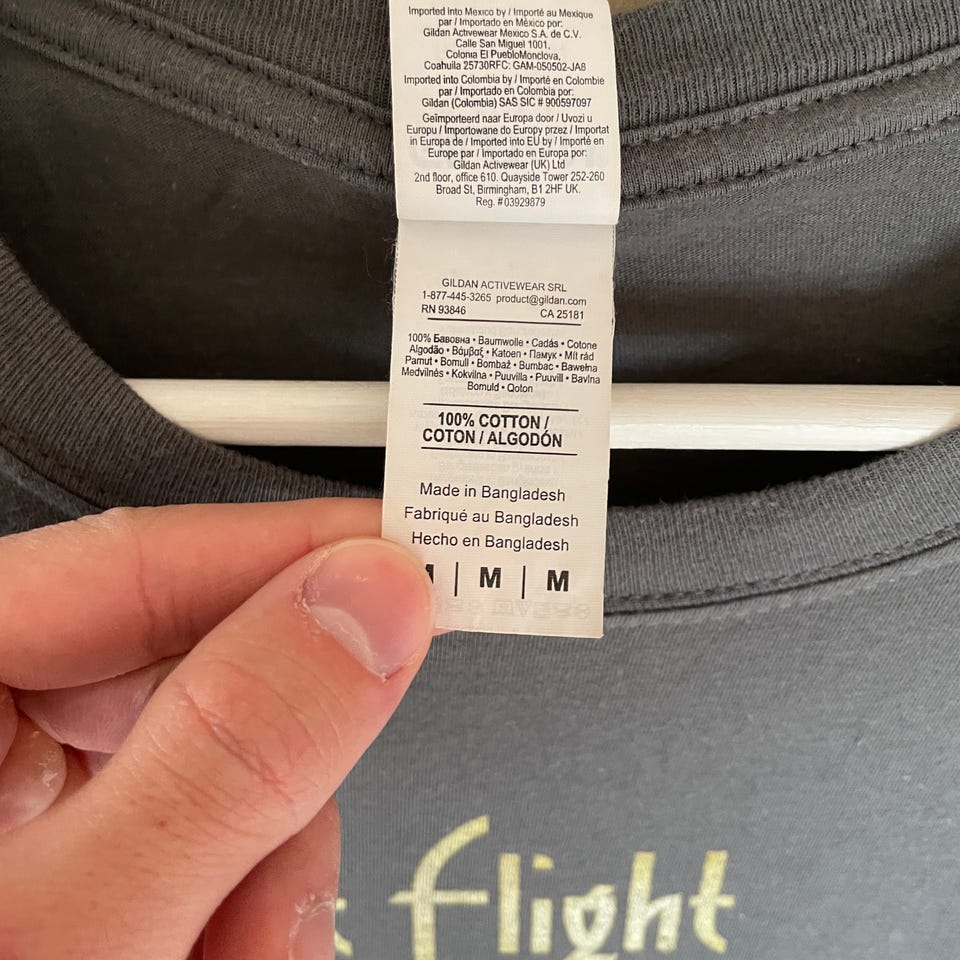 Imported into Mexico by / Importé au Mexique
par / Importado en México por:
Gildan Activewear Mexico S.A. de C.V.
Calle San Miguel 1001,
Colonia El PuebloMonclova,
Coahuila 25730RFC: GAM-050502-JA8
Imported into Colombia by / Importé en Colombie
par / Importado en Colombia por:
Gildan (Colombia) SAS SIC # 900597097
Geïmporteerd naar Europa door / Uvozi u
Europu / Importowane do Europy przez / Importat
in Europa de / Imported into EU by / Importé en
Europe par / Importado en Europa por:
Gildan Activewear (UK) Ltd
2nd floor, office 610. Quayside Tower 252-260
Broad St, Birmingham, B1 2HF UK.
Reg. #03929879
GILDAN ACTIVEWEAR SRL
1-877-445-3265 product@gildan.com
RN 93846 CA 25181
100% Бавовна • Baumwolle • Cadás • Cotone
Algodão • Βάμβαξ • Katoen • Памук • Mít rád
Pamut • Bomull • Bombaž • Bumbac • Bawełna
Medvilnės • Kokvilna • Puuvilla • Puuvill • Bavlna
Bomuld • Qoton
100% COTTON /
COTON / ALGODÓN
Made in Bangladesh
Fabriqué au Bangladesh
Hecho en Bangladesh
M | M | M
flight